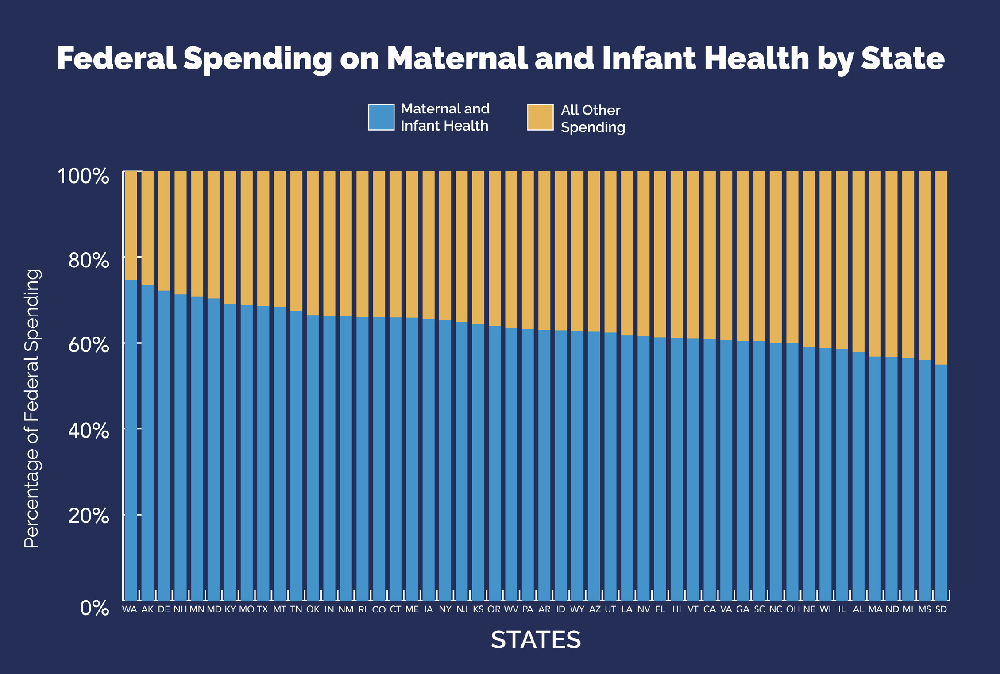 Federal Spending on Maternal and Infant Health by State
Maternal and
Infant Health
All Other
Spending
100%
80%
60%
40%
20%
0%
Percentage of Federal Spending
WA AK DE NH MN MD KY MO TX MT TN OK IN NM RI CO CT ME IA NY NJ KS OR WV PA AR ID WY AZ UT LA NV FL HI VT CA VA GA SC NC OH NE WI IL AL MA ND MI MS SD
STATES